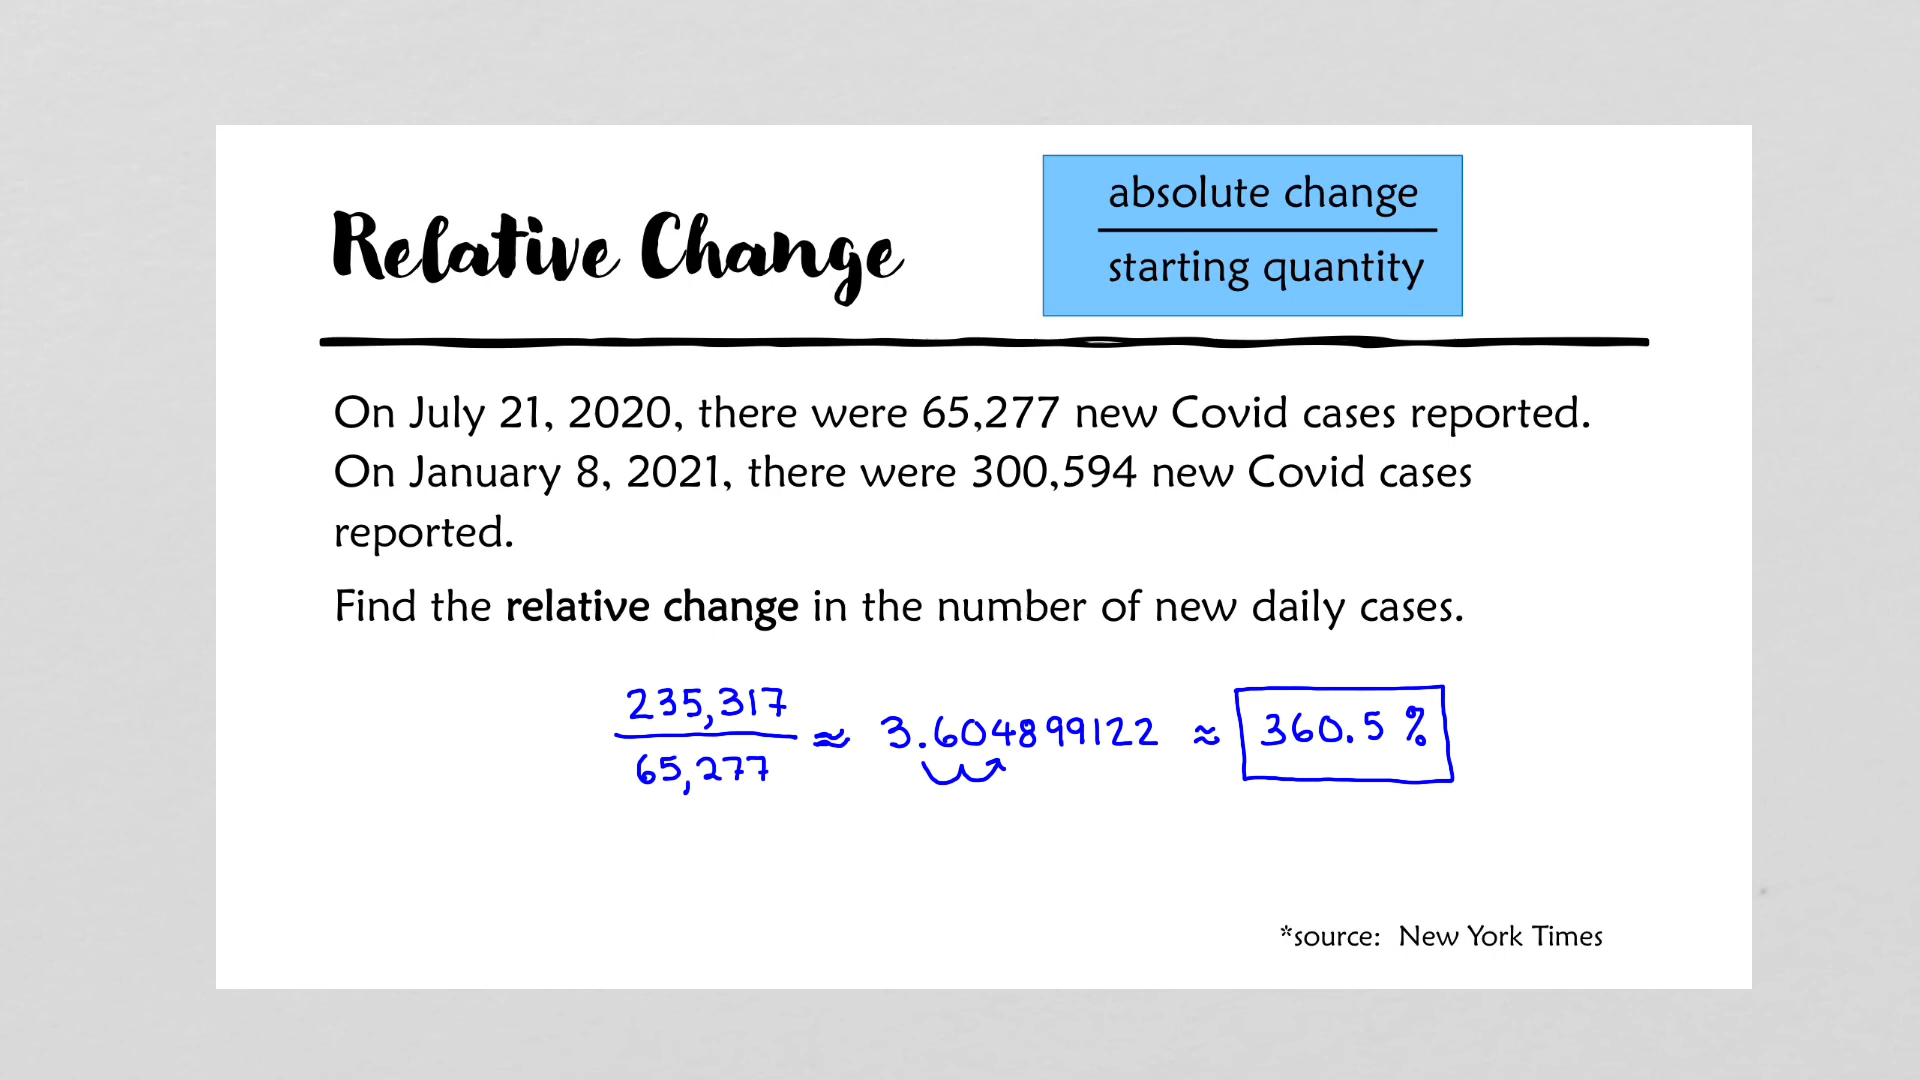 Relative Change
absolute change
starting quantity
On July 21, 2020, there were 65,277 new Covid cases reported.
On January 8, 2021, there were 300,594 new Covid cases
reported.
Find the relative change in the number of new daily cases.
235,317
65,277
≈ 3.604899122 ≈ 360.5 %
*source: New York Times